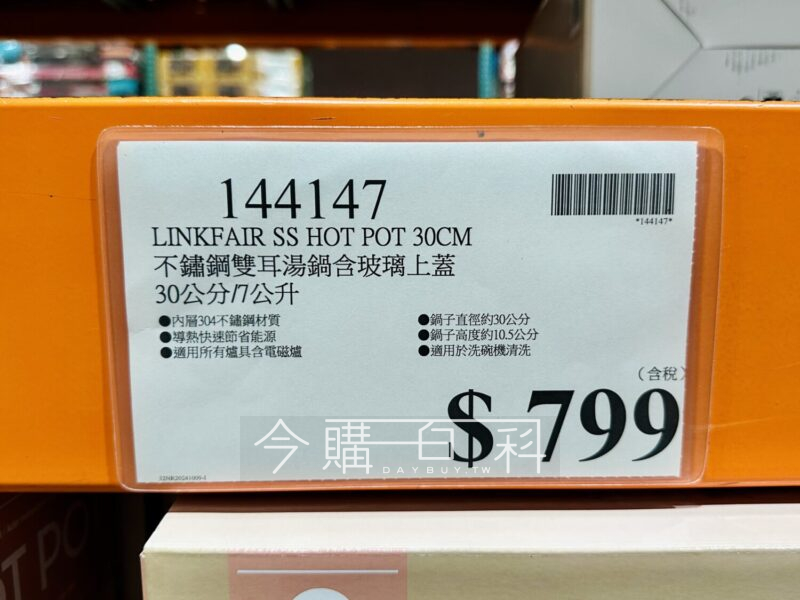 144147
*144147*
LINKFAIR SS HOT POT 30CM
不鏽鋼雙耳湯鍋含玻璃上蓋
30公分/7公升
●內層304不鏽鋼材質
●導熱快速節省能源
●適用所有爐具含電磁爐
●鍋子直徑約30公分
●鍋子高度約10.5公分
●適用於洗碗機清洗
（含稅）
$ 799
今購百科
DAYBUY.TW
OT PO